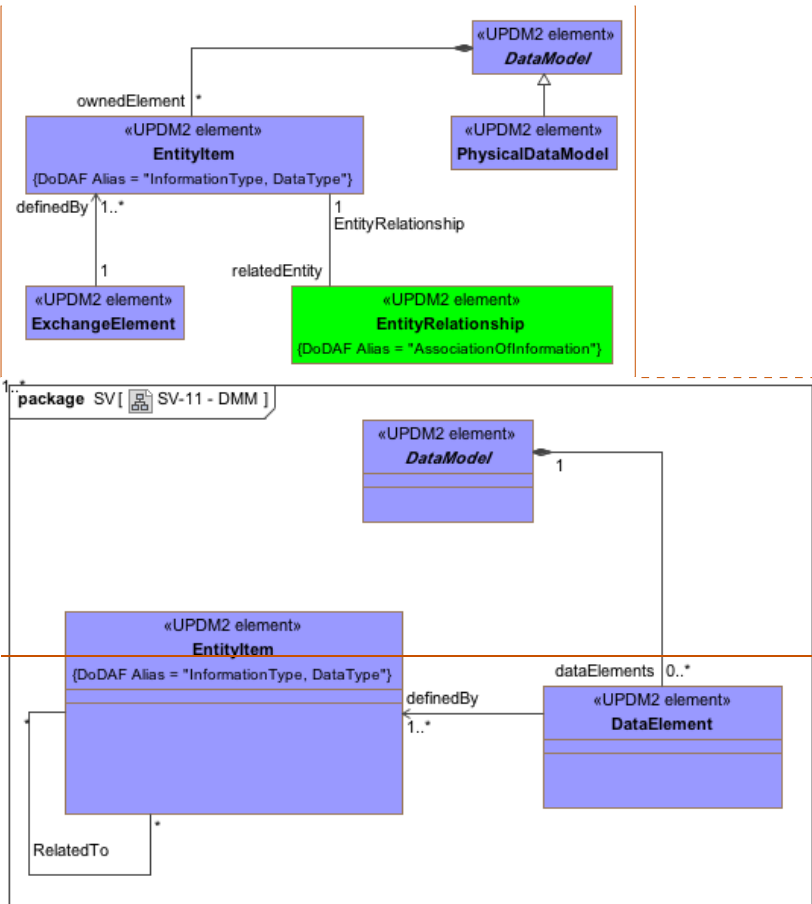 «UPDM2 element»
DataModel
ownedElement *
«UPDM2 element»
EntityItem
{DoDAF Alias = "InformationType, DataType"}
«UPDM2 element»
PhysicalDataModel
definedBy 1..*
1
EntityRelationship
1
relatedEntity
«UPDM2 element»
ExchangeElement
«UPDM2 element»
EntityRelationship
{DoDAF Alias = "AssociationOfInformation"}
1..*
package SV [ SV-11 - DMM ]
«UPDM2 element»
DataModel
1
«UPDM2 element»
EntityItem
{DoDAF Alias = "InformationType, DataType"}
dataElements 0..*
definedBy
1..*
«UPDM2 element»
DataElement
*
*
RelatedTo